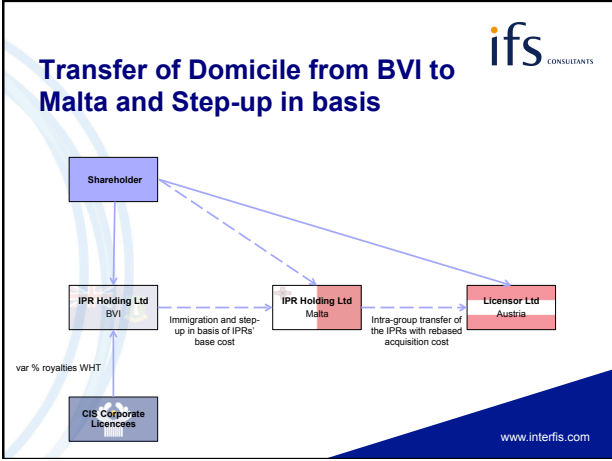 ifs CONSULTANTS
Transfer of Domicile from BVI to
Malta and Step-up in basis
Shareholder
IPR Holding Ltd
BVI
Immigration and step-
up in basis of IPRs'
base cost
IPR Holding Ltd
Malta
Intra-group transfer of
the IPRs with rebased
acquisition cost
Licensor Ltd
Austria
var % royalties WHT
CIS Corporate
Licencees
www.interfis.com